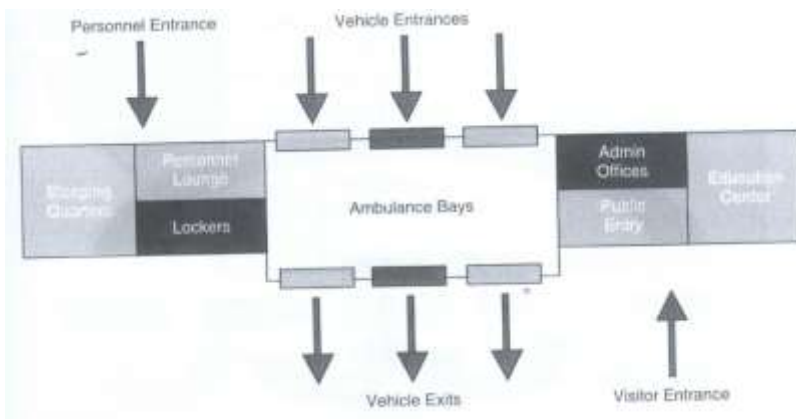 Personnel Entrance
Vehicle Entrances
Personnel
Lounge
Sleeping
Quarters
Lockers
Ambulance Bays
Admin
Offices
Public
Entry
Education
Center
Vehicle Exits
Visitor Entrance